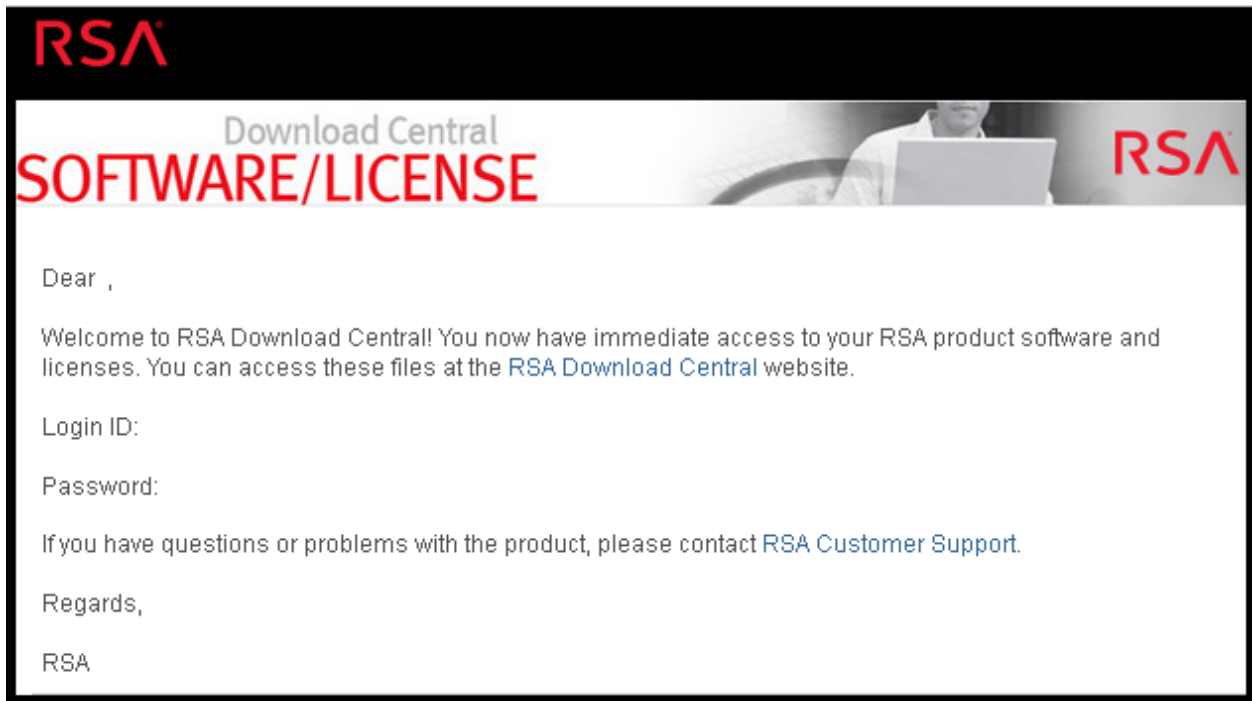 RSA
Download Central
SOFTWARE/LICENSE
RSA
Dear ,
Welcome to RSA Download Central! You now have immediate access to your RSA product software and
licenses. You can access these files at the RSA Download Central website.
Login ID:
Password:
If you have questions or problems with the product, please contact RSA Customer Support.
Regards,
RSA